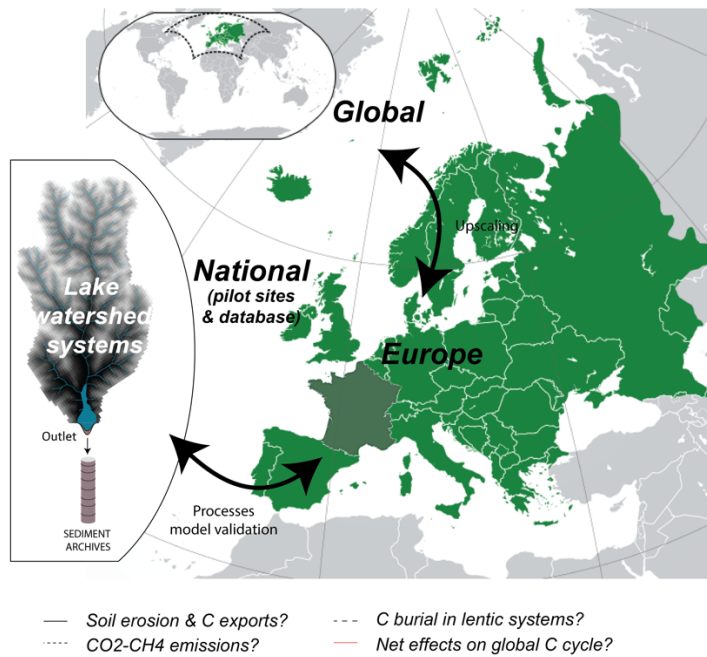 Global
Upscaling
National
(pilot sites
& database)
Lake
watershed
systems
Europe
Outlet
Processes
model validation
SEDIMENT
ARCHIVES
Soil erosion & C exports?
C burial in lentic systems?
CO2-CH4 emissions?
Net effects on global C cycle?